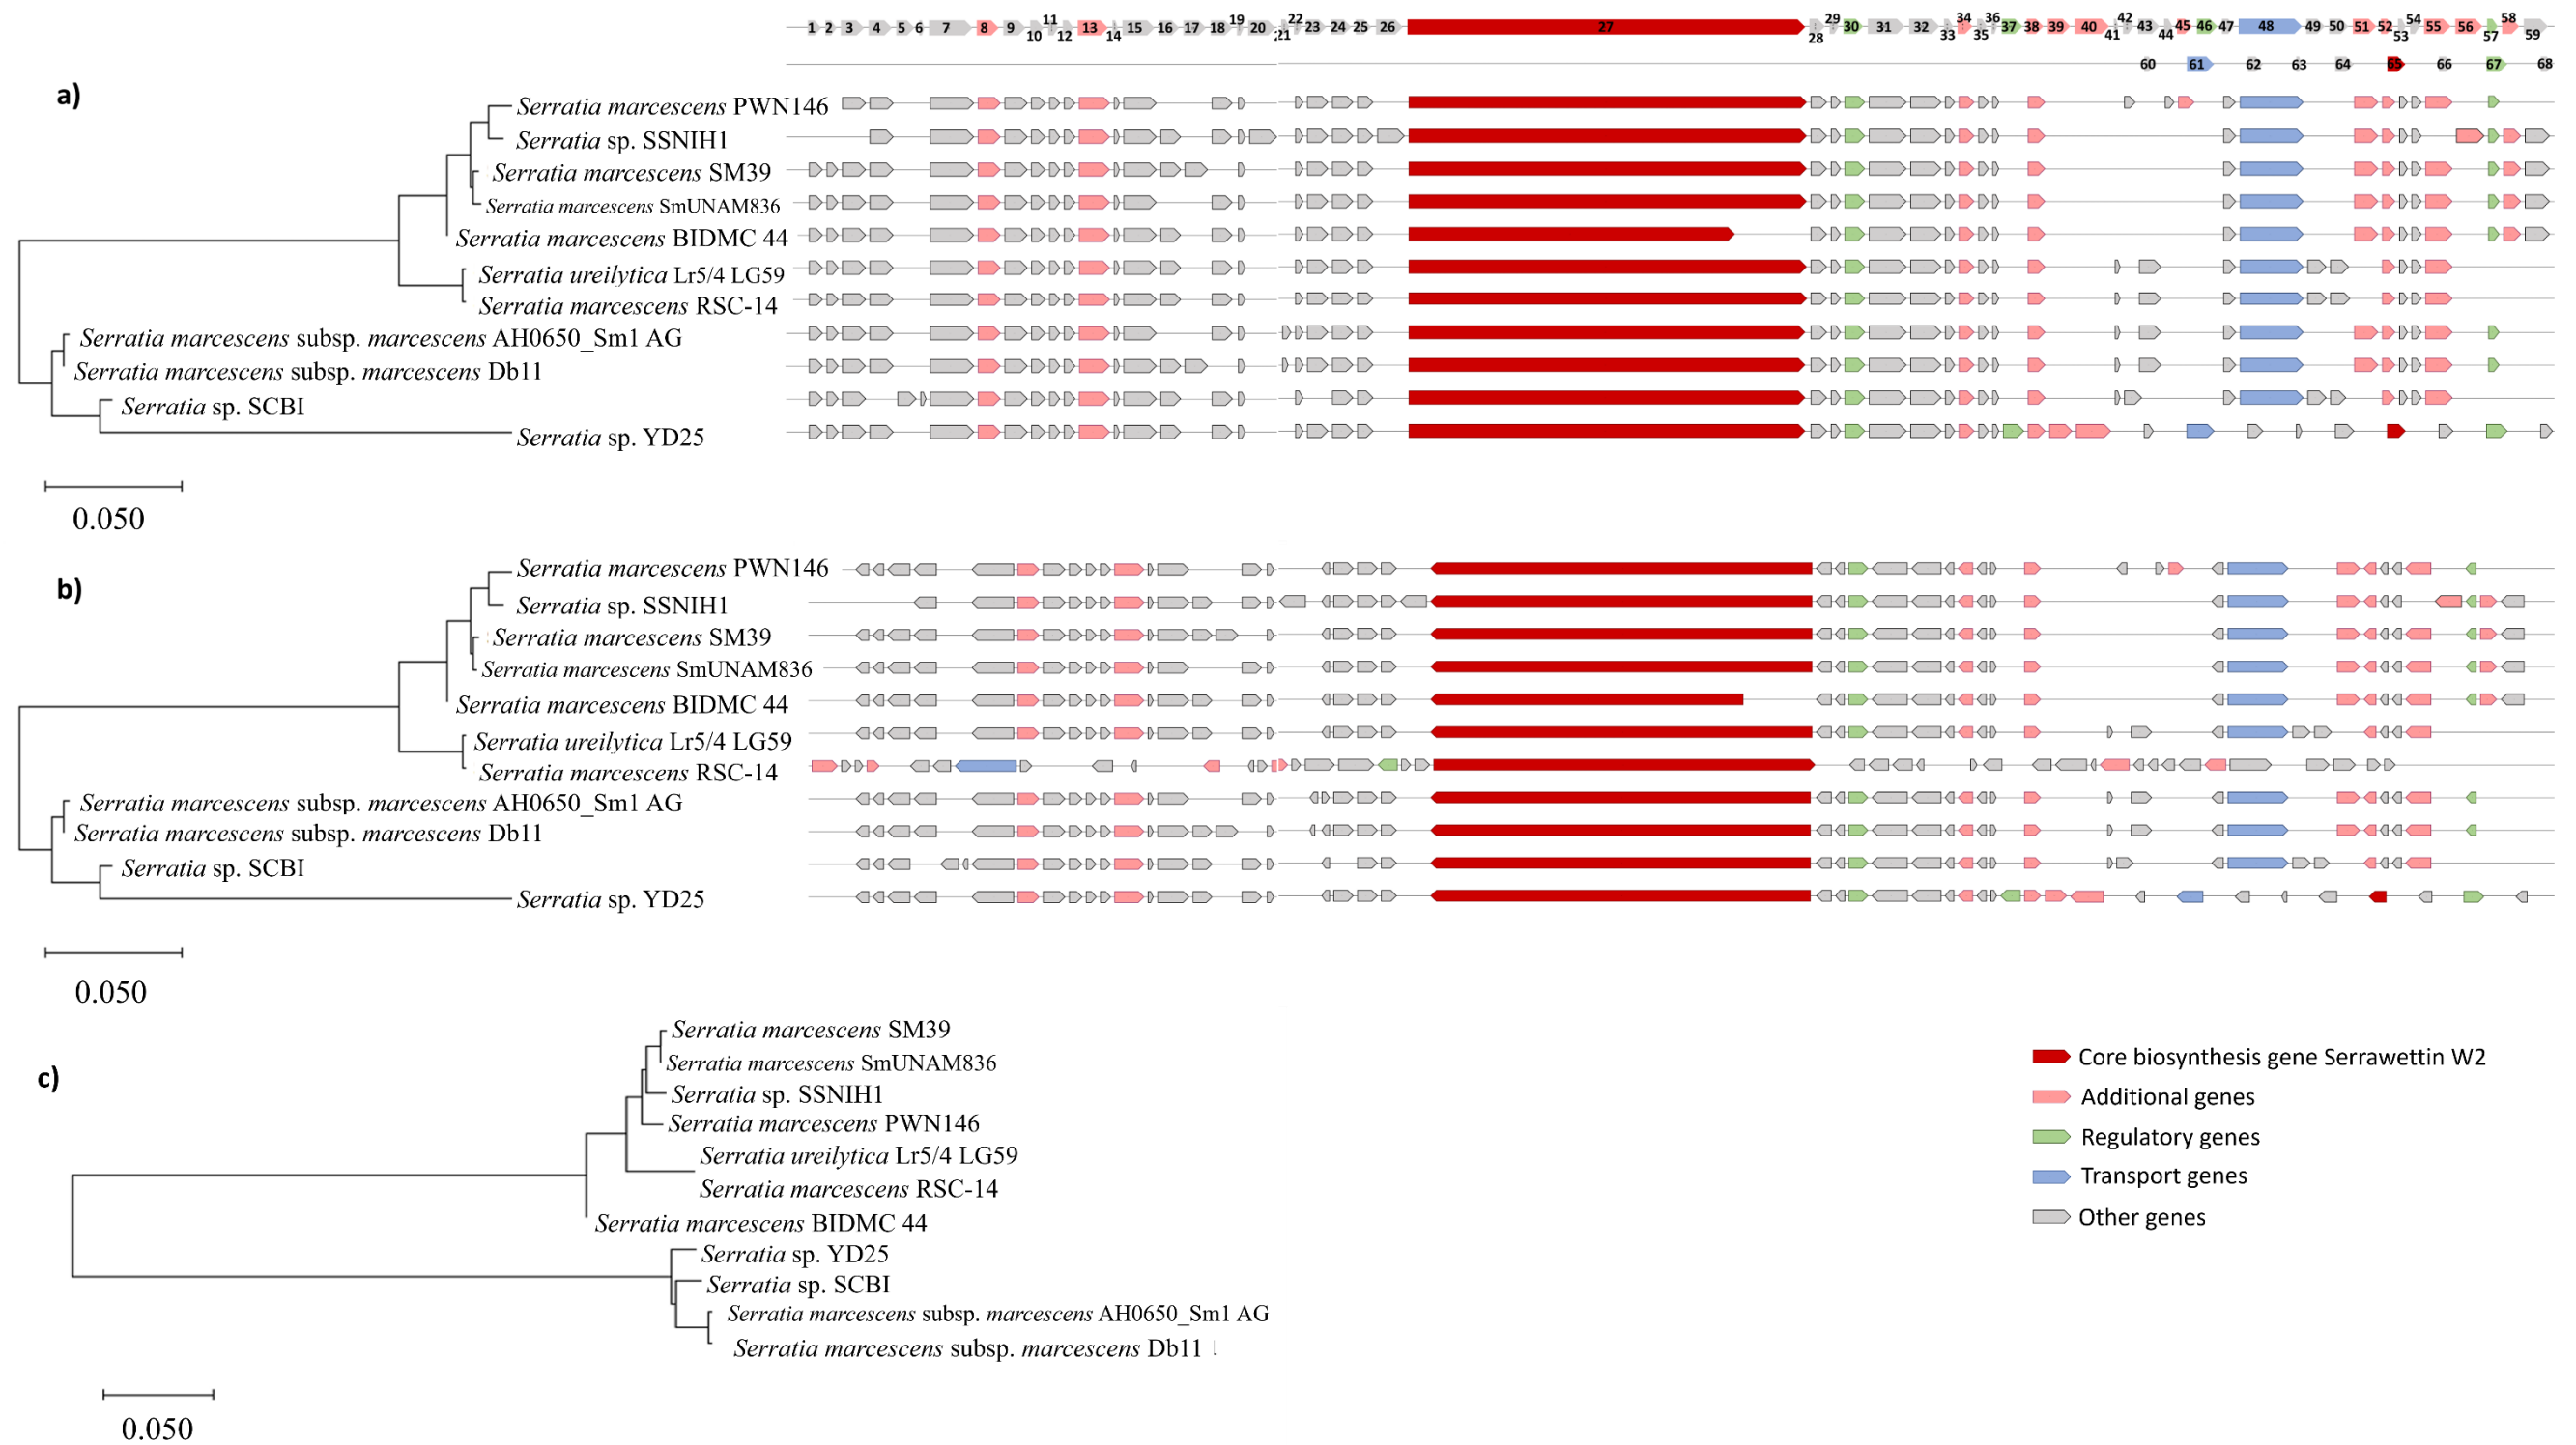 1 2 3 4 5 6 7 8 9 10 11 12 13 14 15 16 17 18 19 20 21 22 23 24 25 26 27 28 29 30 31 32 33 34 35 36 37 38 39 40 41 42 43 44 45 46 47 48 49 50 51 52 53 54 55 56 57 58 59
60 61 62 63 64 65 66 67 68
a)
Serratia marcescens PWN146
Serratia sp. SSNIH1
Serratia marcescens SM39
Serratia marcescens SmUNAM836
Serratia marcescens BIDMC 44
Serratia ureilytica Lr5/4 LG59
Serratia marcescens RSC-14
Serratia marcescens subsp. marcescens AH0650_Sm1 AG
Serratia marcescens subsp. marcescens Db11
Serratia sp. SCBI
Serratia sp. YD25
0.050
b)
Serratia marcescens PWN146
Serratia sp. SSNIH1
Serratia marcescens SM39
Serratia marcescens SmUNAM836
Serratia marcescens BIDMC 44
Serratia ureilytica Lr5/4 LG59
Serratia marcescens RSC-14
Serratia marcescens subsp. marcescens AH0650_Sm1 AG
Serratia marcescens subsp. marcescens Db11
Serratia sp. SCBI
Serratia sp. YD25
0.050
c)
Serratia marcescens SM39
Serratia marcescens SmUNAM836
Serratia sp. SSNIH1
Serratia marcescens PWN146
Serratia ureilytica Lr5/4 LG59
Serratia marcescens RSC-14
Serratia marcescens BIDMC 44
Serratia sp. YD25
Serratia sp. SCBI
Serratia marcescens subsp. marcescens AH0650_Sm1 AG
Serratia marcescens subsp. marcescens Db11
0.050
Core biosynthesis gene Serrawettin W2
Additional genes
Regulatory genes
Transport genes
Other genes